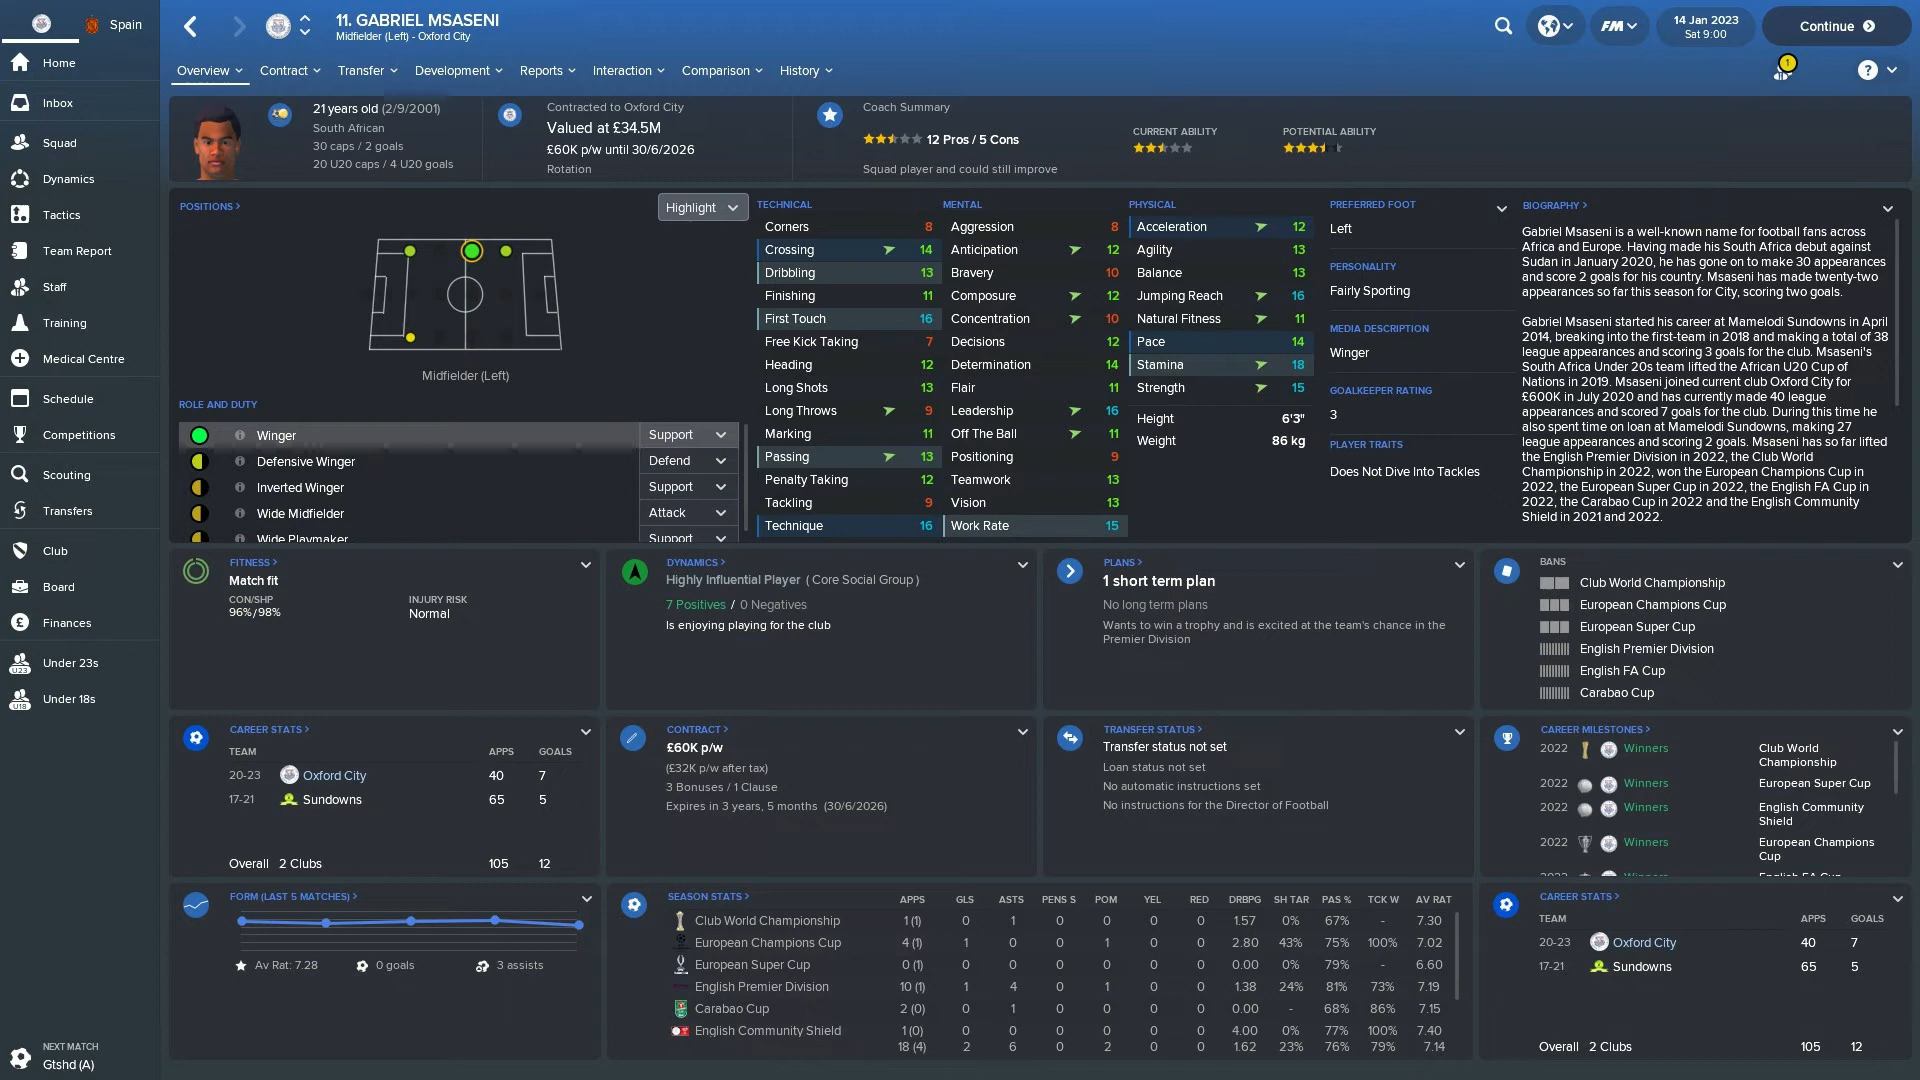 Spain
11. GABRIEL MSASENI
Midfielder (Left) - Oxford City
FM
14 Jan 2023
Sat 9:00
Continue
Overview Contract Transfer Development Reports Interaction Comparison History
1
?
Home
Inbox
Squad
Dynamics
Tactics
Team Report
Staff
Training
Medical Centre
Schedule
Competitions
Scouting
Transfers
Club
Board
Finances
U23
Under 23s
U18
Under 18s
NEXT MATCH
Gtshd (A)
21 years old (2/9/2001)
South African
30 caps / 2 goals
20 U20 caps / 4 U20 goals
Contracted to Oxford City
Valued at £34.5M
£60K p/w until 30/6/2026
Rotation
Coach Summary
12 Pros / 5 Cons
Squad player and could still improve
CURRENT ABILITY
POTENTIAL ABILITY
POSITIONS >
Highlight
Midfielder (Left)
ROLE AND DUTY
Winger Support
Defensive Winger Defend
Inverted Winger Support
Wide Midfielder Attack
Wide Playmaker Support
TECHNICAL
Corners 8
Crossing 14
Dribbling 13
Finishing 11
First Touch 16
Free Kick Taking 7
Heading 12
Long Shots 13
Long Throws 9
Marking 11
Passing 13
Penalty Taking 12
Tackling 9
Technique 16
MENTAL
Aggression 8
Anticipation 12
Bravery 10
Composure 12
Concentration 10
Decisions 12
Determination 14
Flair 11
Leadership 16
Off The Ball 11
Positioning 9
Teamwork 13
Vision 13
Work Rate 15
PHYSICAL
Acceleration 12
Agility 13
Balance 13
Jumping Reach 16
Natural Fitness 11
Pace 14
Stamina 18
Strength 15
Height 6'3"
Weight 86 kg
PREFERRED FOOT
Left
PERSONALITY
Fairly Sporting
MEDIA DESCRIPTION
Winger
GOALKEEPER RATING
3
PLAYER TRAITS
Does Not Dive Into Tackles
BIOGRAPHY >
Gabriel Msaseni is a well-known name for football fans across
Africa and Europe. Having made his South Africa debut against
Sudan in January 2020, he has gone on to make 30 appearances
and score 2 goals for his country. Msaseni has made twenty-two
appearances so far this season for City, scoring two goals.
Gabriel Msaseni started his career at Mamelodi Sundowns in April
2014, breaking into the first-team in 2018 and making a total of 38
league appearances and scoring 3 goals for the club. Msaseni's
South Africa Under 20s team lifted the African U20 Cup of
Nations in 2019. Msaseni joined current club Oxford City for
£600K in July 2020 and has currently made 40 league
appearances and scored 7 goals for the club. During this time he
also spent time on loan at Mamelodi Sundowns, making 27
league appearances and scoring 2 goals. Msaseni has so far lifted
the English Premier Division in 2022, the Club World
Championship in 2022, won the European Champions Cup in
2022, the European Super Cup in 2022, the English FA Cup in
2022, the Carabao Cup in 2022 and the English Community
Shield in 2021 and 2022.
FITNESS >
Match fit
CON/SHP
96%/98%
INJURY RISK
Normal
DYNAMICS >
Highly Influential Player ( Core Social Group )
7 Positives / 0 Negatives
Is enjoying playing for the club
PLANS >
1 short term plan
No long term plans
Wants to win a trophy and is excited at the team's chance in the
Premier Division
BANS
Club World Championship
European Champions Cup
European Super Cup
English Premier Division
English FA Cup
Carabao Cup
CAREER STATS >
TEAM APPS GOALS
20-23 Oxford City 40 7
17-21 Sundowns 65 5
Overall 2 Clubs 105 12
CONTRACT >
£60K p/w
(£32K p/w after tax)
3 Bonuses / 1 Clause
Expires in 3 years, 5 months (30/6/2026)
TRANSFER STATUS >
Transfer status not set
Loan status not set
No automatic instructions set
No instructions for the Director of Football
CAREER MILESTONES >
2022 Winners Club World
Championship
2022 Winners European Super Cup
2022 Winners English Community
Shield
2022 Winners European Champions
Cup
2022 Winners English FA Cup
FORM (LAST 5 MATCHES) >
Av Rat: 7.28 0 goals 3 assists
SEASON STATS > APPS GLS ASTS PENS S POM YEL RED DRBPG SH TAR PAS % TCK W AV RAT
Club World Championship 1 (1) 0 1 0 0 0 0 1.57 0% 67% - 7.30
European Champions Cup 4 (1) 1 0 0 1 0 0 2.80 43% 75% 100% 7.02
European Super Cup 0 (1) 0 0 0 0 0 0 0.00 0% 79% - 6.60
English Premier Division 10 (1) 1 4 0 1 0 0 1.38 24% 81% 73% 7.19
Carabao Cup 2 (0) 0 1 0 0 0 0 0.00 - 68% 86% 7.15
English Community Shield 1 (0) 0 0 0 0 0 0 4.00 0% 77% 100% 7.40
18 (4) 2 6 0 2 0 0 1.62 23% 76% 79% 7.14
CAREER STATS >
TEAM APPS GOALS
20-23 Oxford City 40 7
17-21 Sundowns 65 5
Overall 2 Clubs 105 12